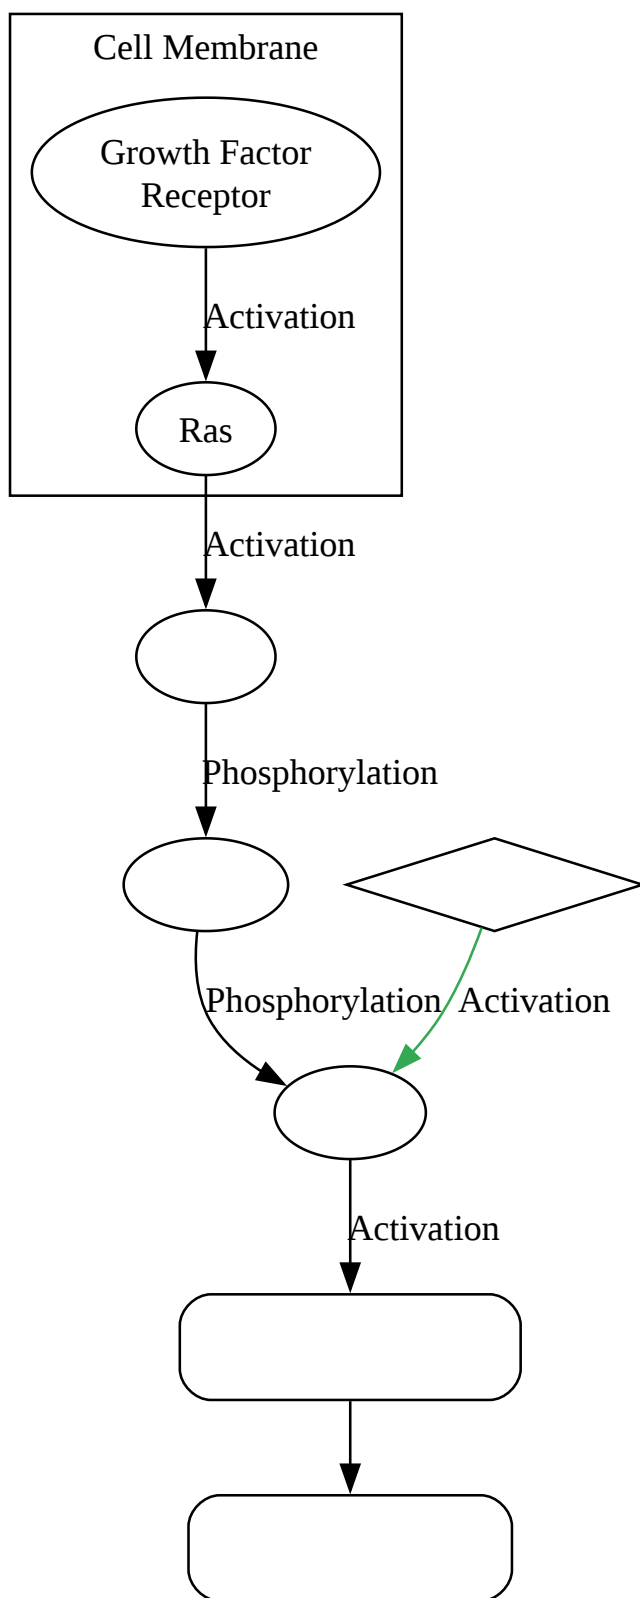 Cell Membrane
Growth Factor
Receptor
Activation
Ras
Activation
Phosphorylation
Phosphorylation
Activation
Activation